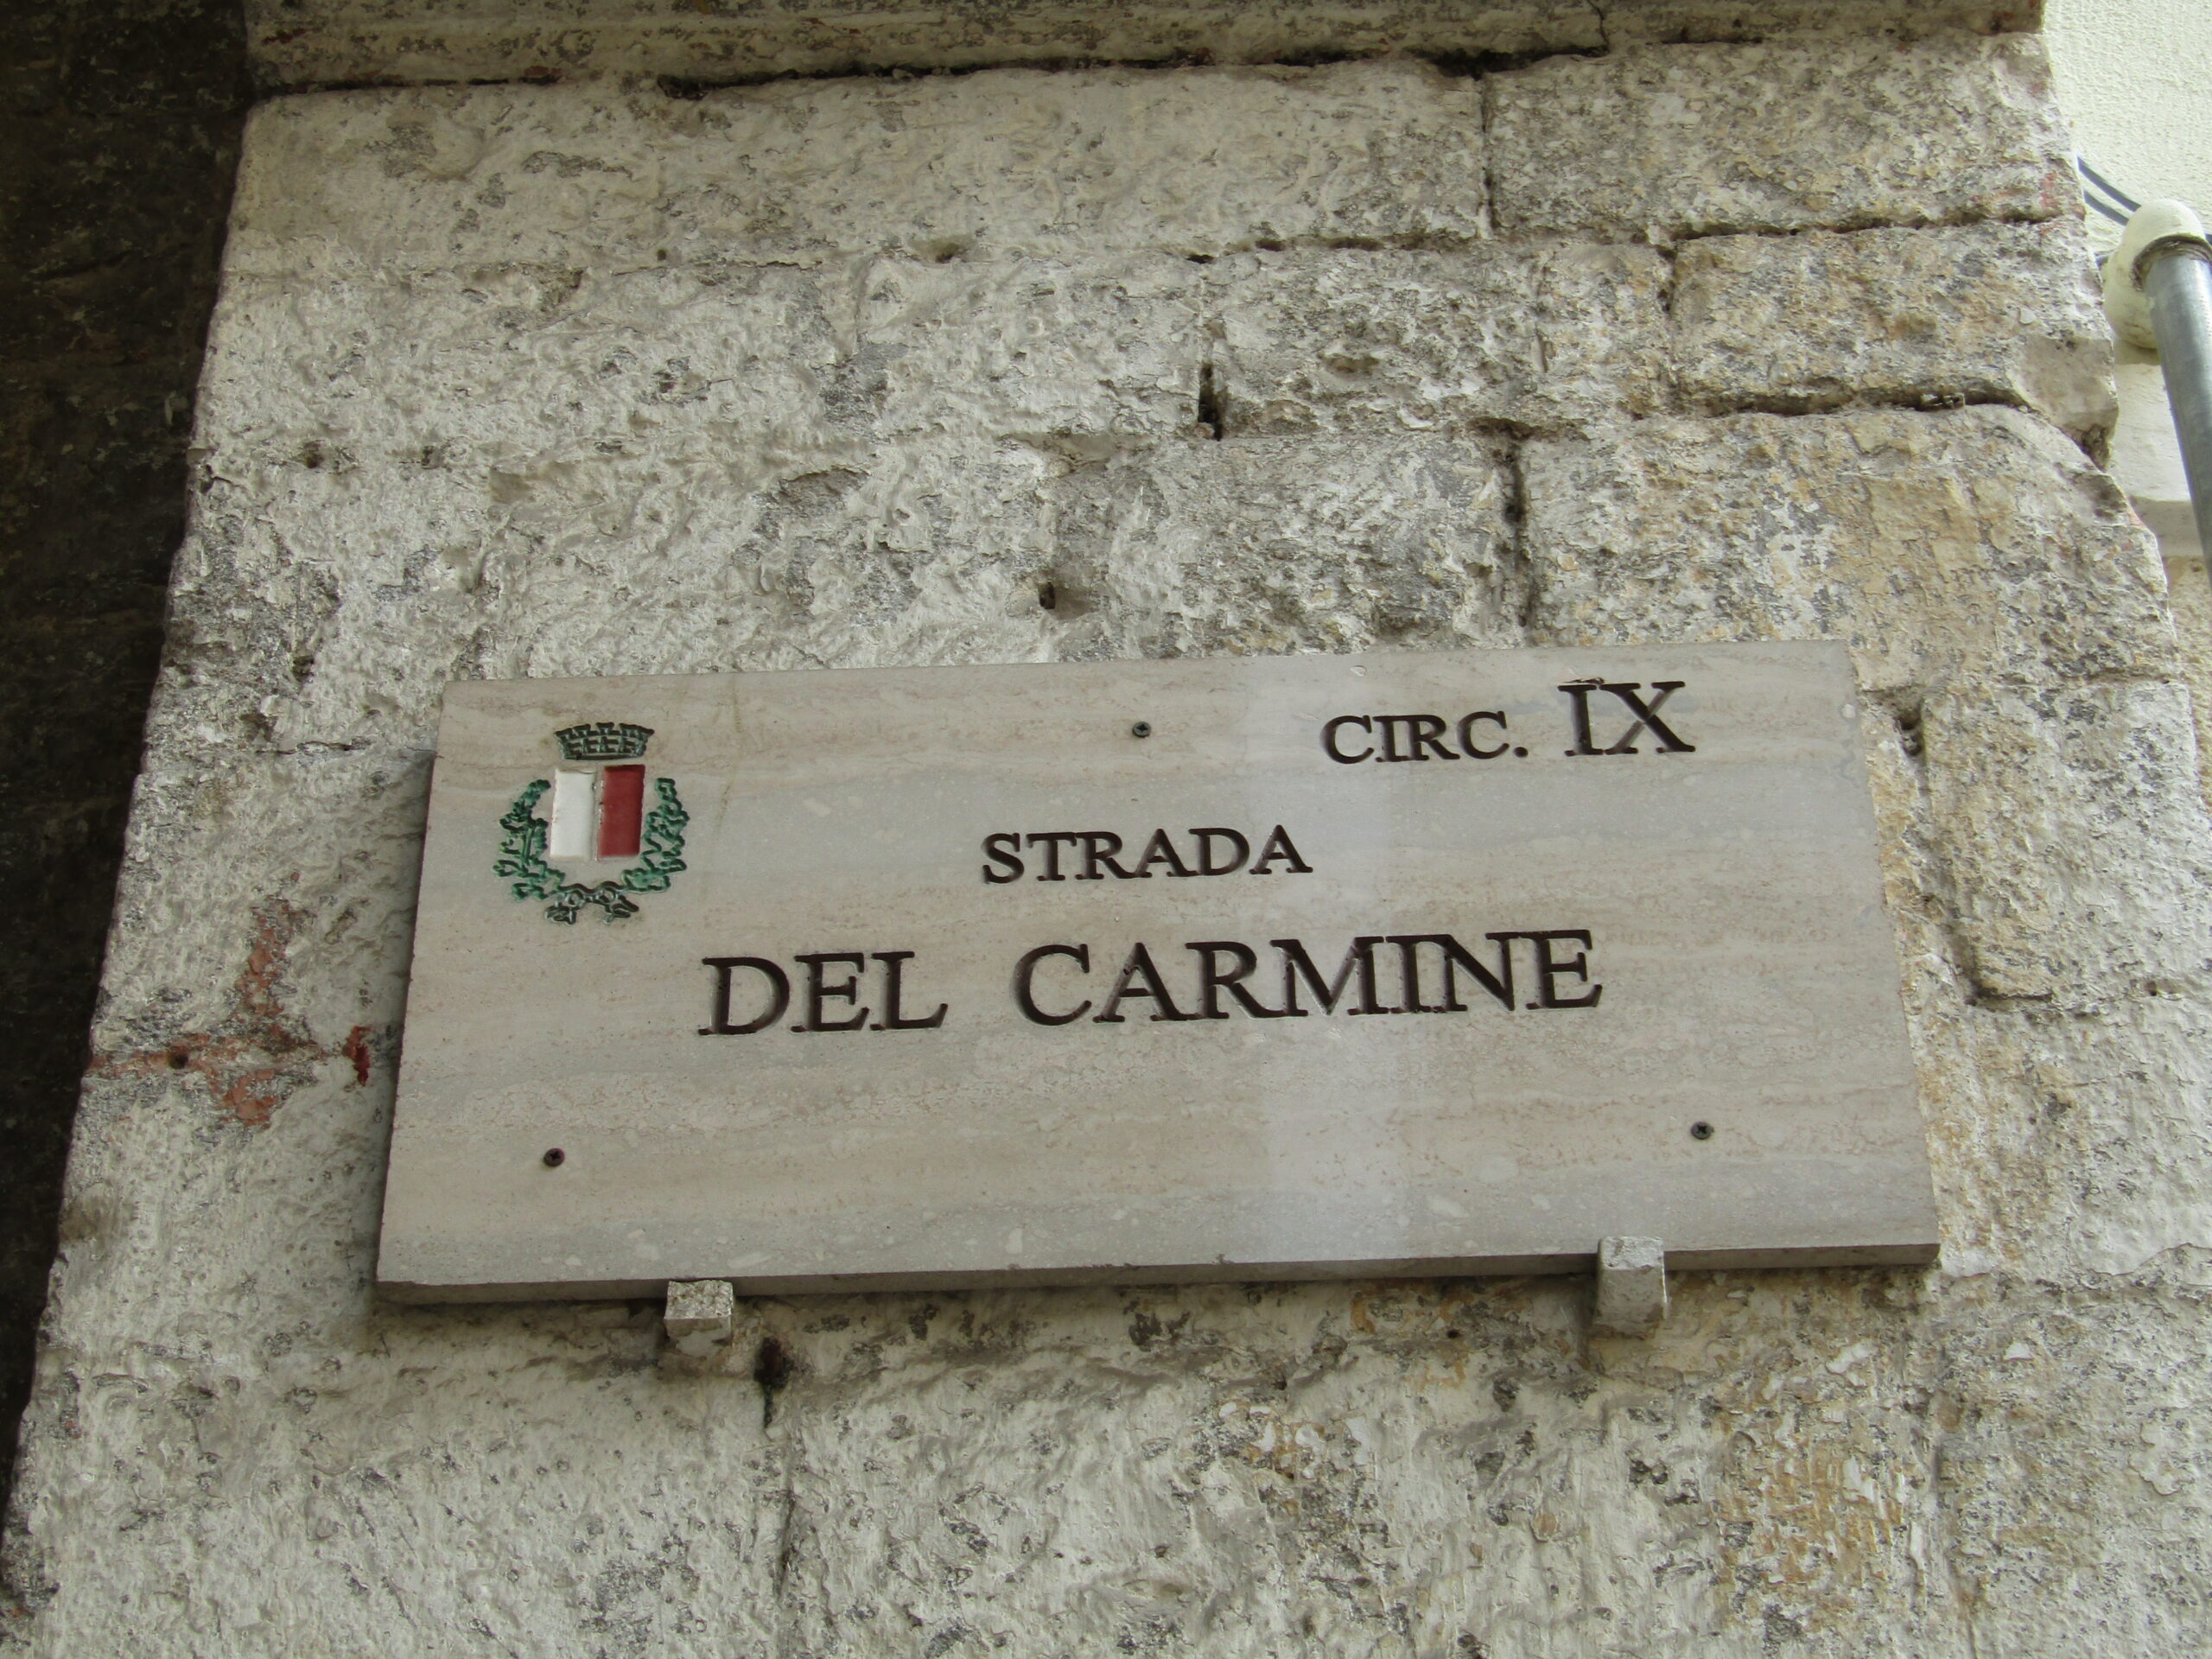 CIRC. IX
STRADA
DEL CARMINE